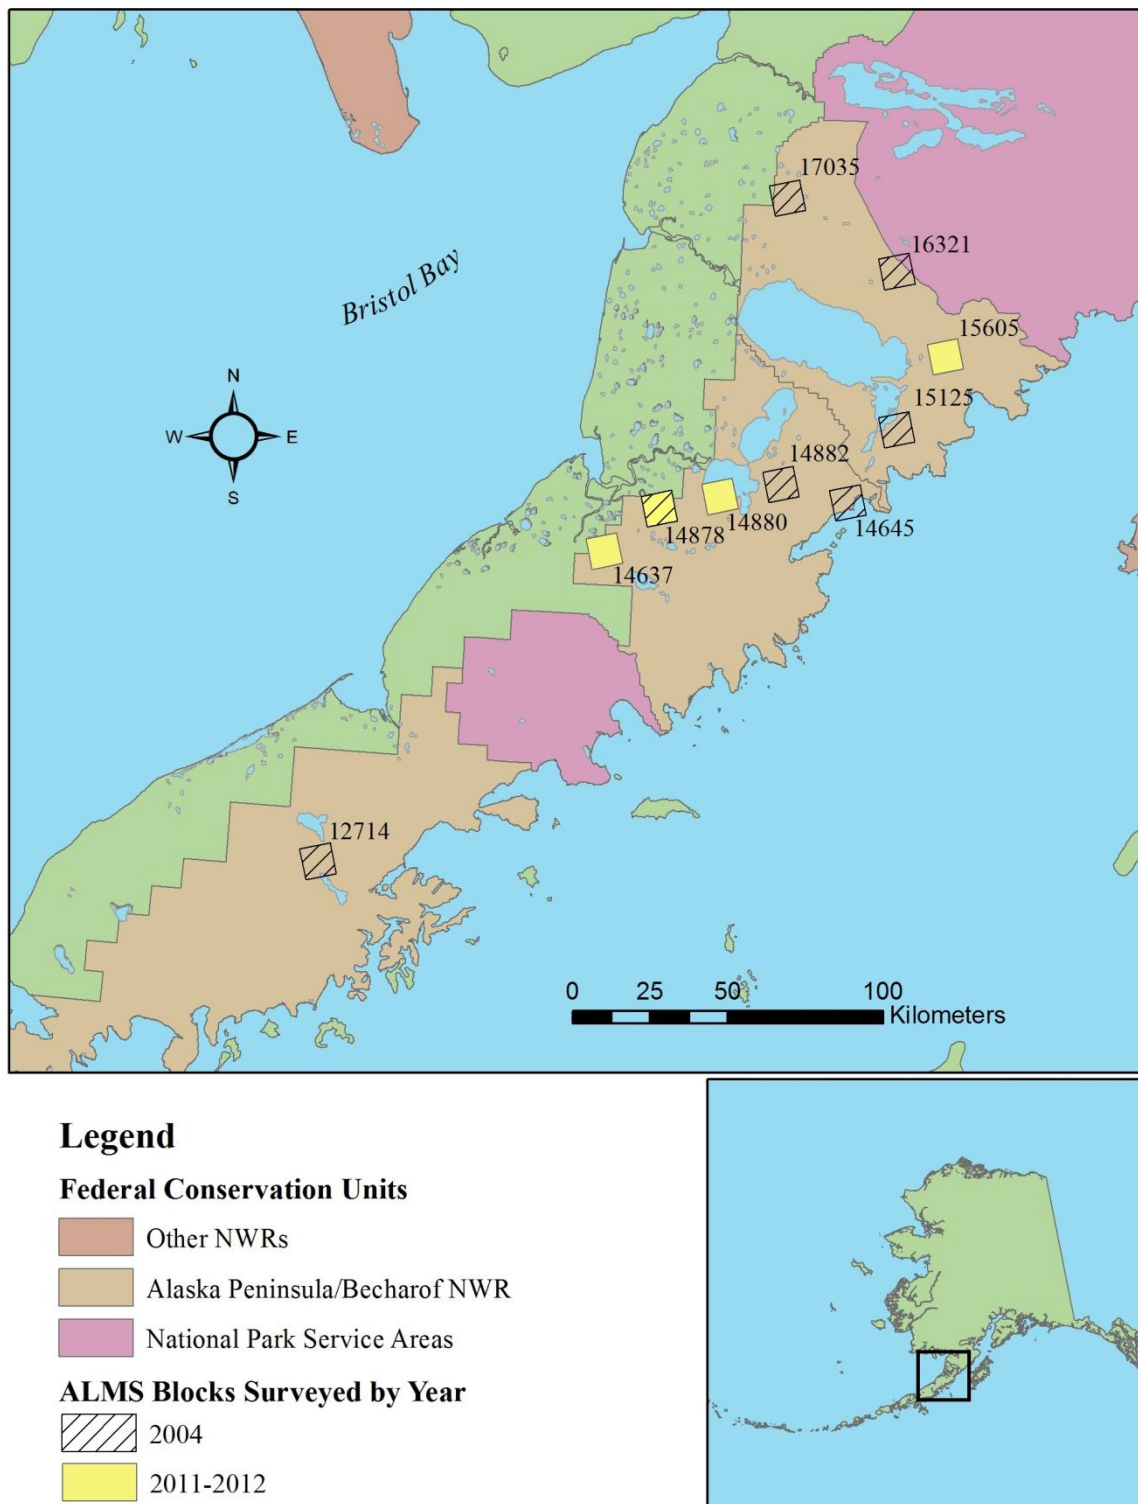 17035
16321
Bristol Bay
15605
N
15125
W
E
14882
S
14880
14645
14878
14637
12714
0 25 50 100
Kilometers
Legend
Federal Conservation Units
Other NWRs
Alaska Peninsula/Becharof NWR
National Park Service Areas
ALMS Blocks Surveyed by Year
2004
2011-2012